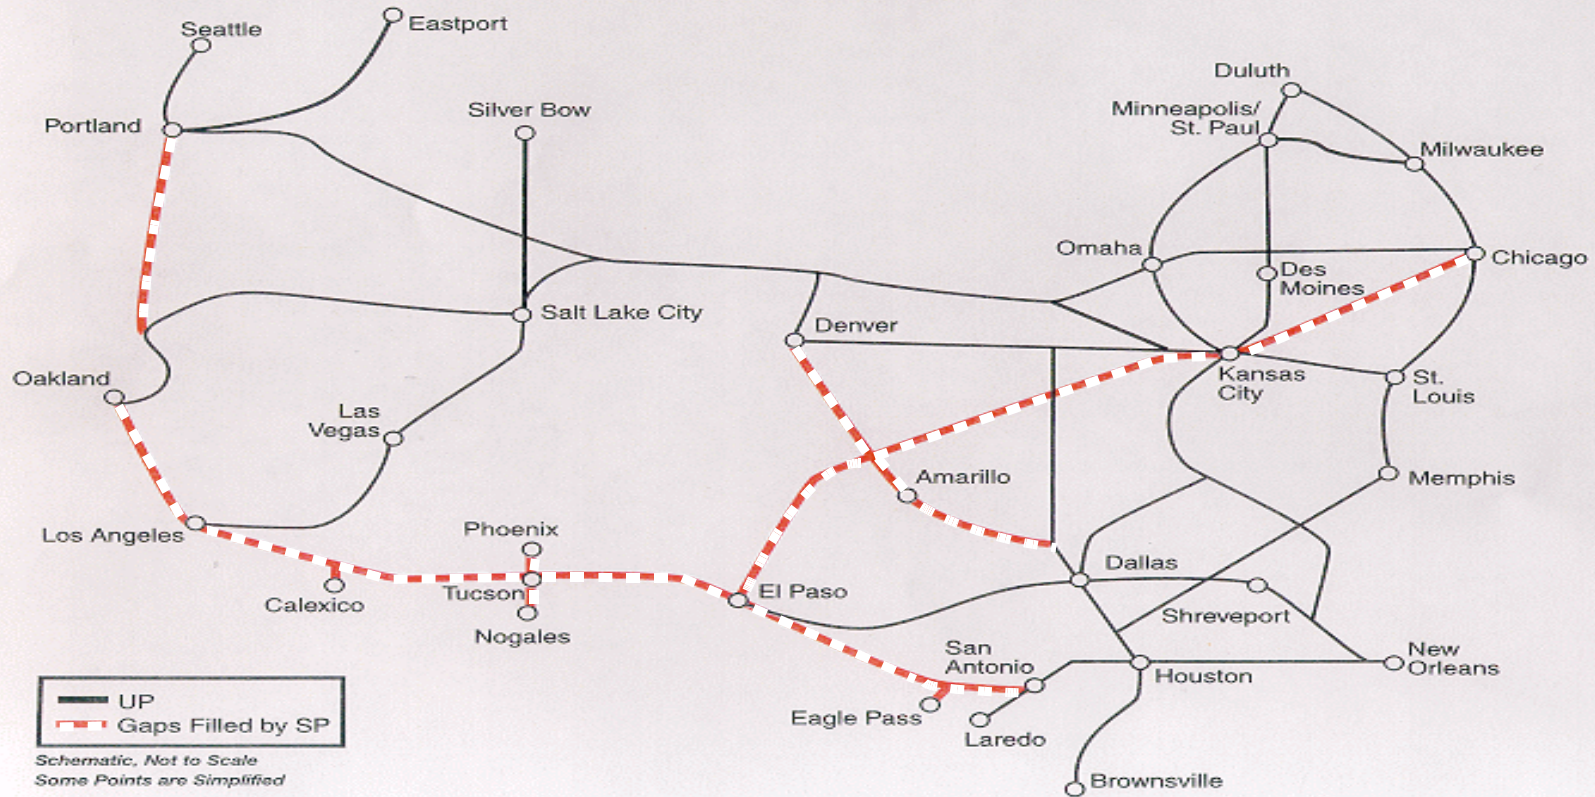 Seattle
Eastport
Portland
Silver Bow
Duluth
Minneapolis/
St. Paul
Milwaukee
Omaha
Chicago
Des
Moines
Salt Lake City
Denver
Oakland
Kansas
City
St.
Louis
Las
Vegas
Amarillo
Memphis
Los Angeles
Phoenix
Dallas
Calexico
Tucson
El Paso
Shreveport
Nogales
San
Antonio
New
Orleans
Houston
Eagle Pass
Laredo
Brownsville
UP
Gaps Filled by SP
Schematic, Not to Scale
Some Points are Simplified